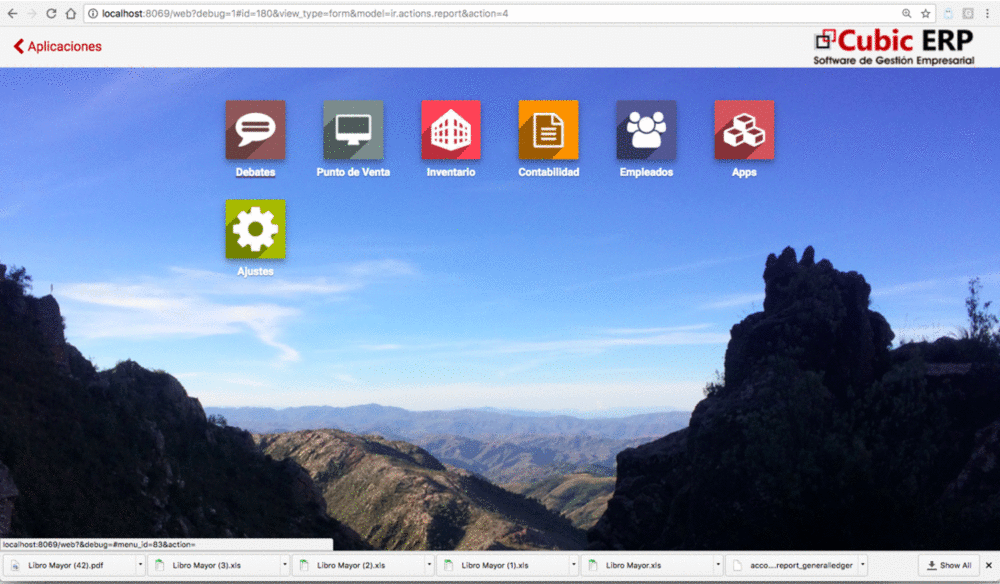 localhost:8069/web?debug=1#id=180&view_type=form&model=ir.actions.report&action=4
Aplicaciones
Cubic ERP
Software de Gestión Empresarial
Debates
Punto de Venta
Inventario
Contabilidad
Empleados
Apps
Ajustes
localhost:8069/web?&debug=#menu_id=83&action=
Libro Mayor (42).pdf
Libro Mayor (3).xls
Libro Mayor (2).xls
Libro Mayor (1).xls
Libro Mayor.xls
acco....report_generalledger
Show All